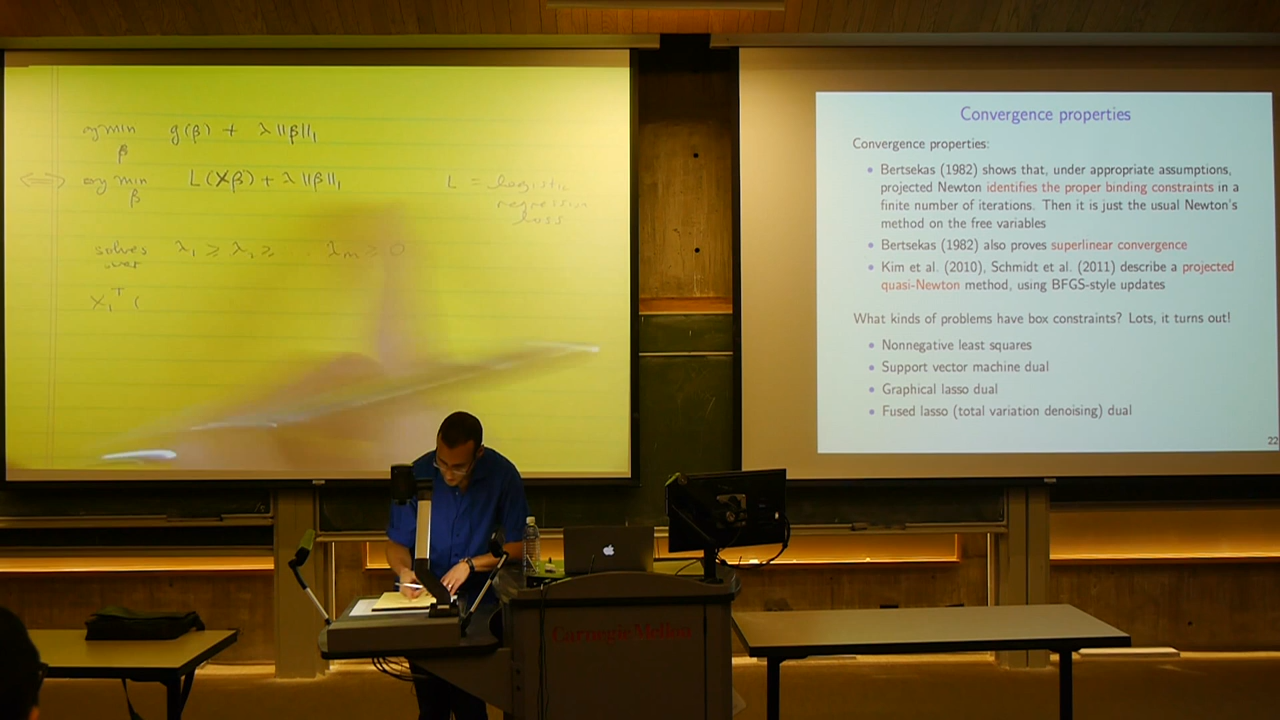 arg min g(β) + λ ||β||₁
β
⟺ arg min L(Xβ) + λ ||β||₁ L = logistic
β regression
loss
solves λ₁ ≥ λ₂ ≥ . . λₘ ≥ 0
over
X₁ᵀ (
Convergence properties
Convergence properties:
• Bertsekas (1982) shows that, under appropriate assumptions,
projected Newton identifies the proper binding constraints in a
finite number of iterations. Then it is just the usual Newton's
method on the free variables
• Bertsekas (1982) also proves superlinear convergence
• Kim et al. (2010), Schmidt et al. (2011) describe a projected
quasi-Newton method, using BFGS-style updates
What kinds of problems have box constraints? Lots, it turns out!
• Nonnegative least squares
• Support vector machine dual
• Graphical lasso dual
• Fused lasso (total variation denoising) dual
22
Carnegie Mellon